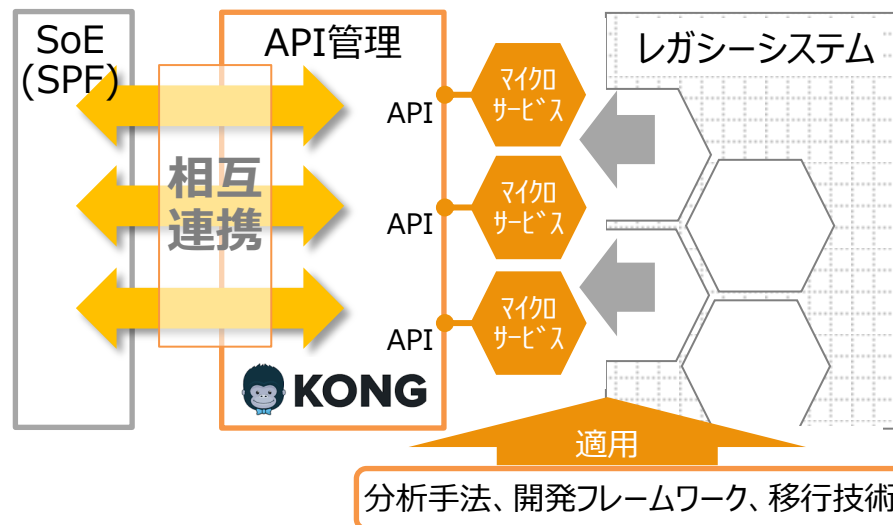 SoE
(SPF)
API管理
レガシーシステム
相互
連携
API
マイクロ
サービス
API
マイクロ
サービス
API
マイクロ
サービス
KONG
適用
分析手法、開発フレームワーク、移行技術